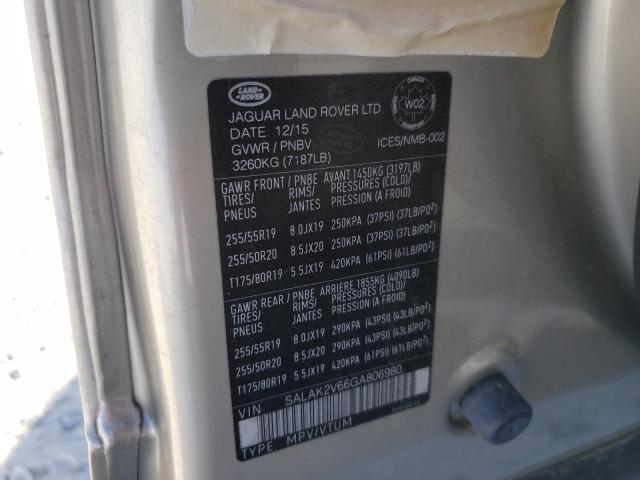 LAND ROVER
CANADA
W02
TRANSPORT
JAGUAR LAND ROVER LTD
DATE: 12/15
GVWR / PNBV
ICES/NMB-002
3260KG (7187LB)
GAWR FRONT / PNBE AVANT 1450KG (3197LB)
TIRES/ RIMS/ PRESSURES (COLD)/
PNEUS JANTES PRESSION (A FROID)
255/55R19 8.0JX19 250KPA (37PSI) (37LB/PO²)
255/50R20 8.5JX20 250KPA (37PSI) (37LB/PO²)
T175/80R19 5.5JX19 420KPA (61PSI) (61LB/PO²)
GAWR REAR / PNBE ARRIERE 1855KG (4090LB)
TIRES/ RIMS/ PRESSURES (COLD)/
PNEUS JANTES PRESSION (A FROID)
255/55R19 8.0JX19 290KPA (43PSI) (43LB/PO²)
255/50R20 8.5JX20 290KPA (43PSI) (43LB/PO²)
T175/80R19 5.5JX19 420KPA (61PSI) (61LB/PO²)
VIN SALAK2V66GA806980
TYPE MPV/VTUM